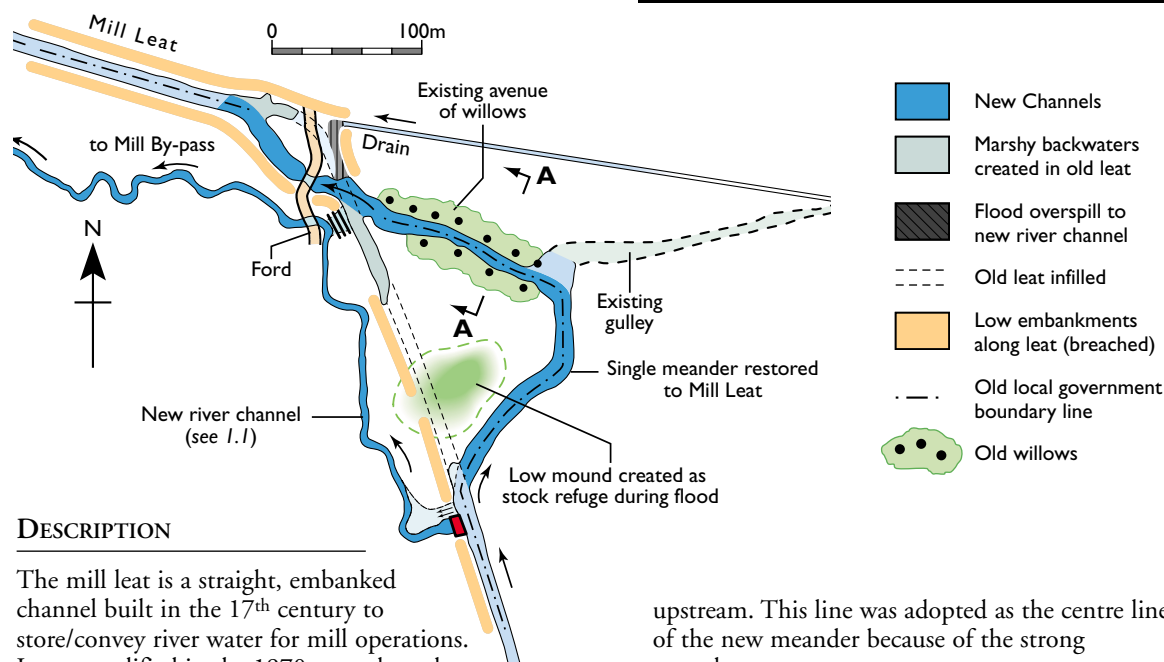 Mill Leat
0 100m
Existing avenue
of willows
to Mill By-pass
Drain
A
N
Ford
A
Existing
gulley
Single meander restored
to Mill Leat
New river channel
(see 1.1)
Low mound created as
stock refuge during flood
New Channels
Marshy backwaters
created in old leat
Flood overspill to
new river channel
Old leat infilled
Low embankments
along leat (breached)
Old local government
boundary line
Old willows
DESCRIPTION
The mill leat is a straight, embanked
channel built in the 17th century to
store/convey river water for mill operations.
upstream. This line was adopted as the centre line
of the new meander because of the strong